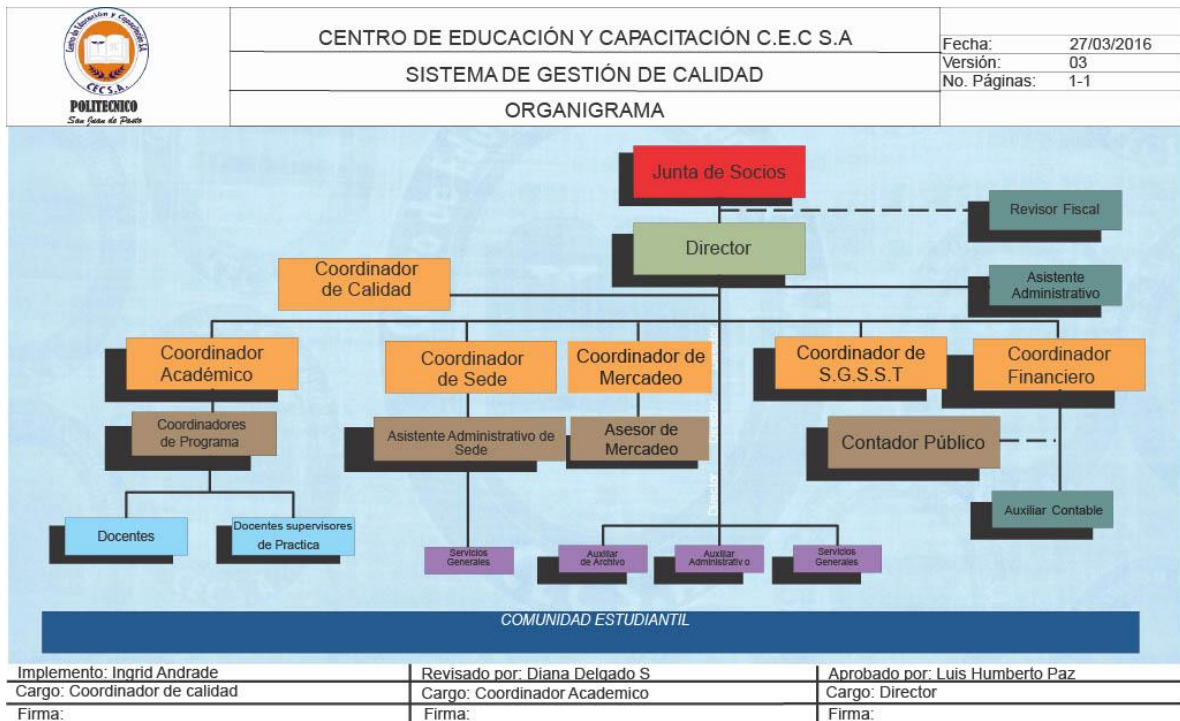 Centro de Educación y Capacitación S.A
CEC S.A.
POLITECNICO
San Juan de Pasto
CENTRO DE EDUCACIÓN Y CAPACITACIÓN C.E.C S.A
SISTEMA DE GESTIÓN DE CALIDAD
ORGANIGRAMA
Fecha: 27/03/2016
Versión: 03
No. Páginas: 1-1
Junta de Socios
Revisor Fiscal
Director
Coordinador
de Calidad
Asistente
Administrativo
Coordinador
Académico
Coordinador
de Sede
Coordinador de
Mercadeo
Coordinador de
S.G.S.S.T
Coordinador
Financiero
Coordinadores
de Programa
Asistente Administrativo de
Sede
Asesor de
Mercadeo
Contador Público
Auxiliar Contable
Docentes
Docentes supervisores
de Practica
Servicios
Generales
Auxiliar
de Archivo
Auxiliar
Administrativo
Servicios
Generales
Director
COMUNIDAD ESTUDIANTIL
Implemento: Ingrid Andrade
Cargo: Coordinador de calidad
Firma:
Revisado por: Diana Delgado S
Cargo: Coordinador Academico
Firma:
Aprobado por: Luis Humberto Paz
Cargo: Director
Firma: